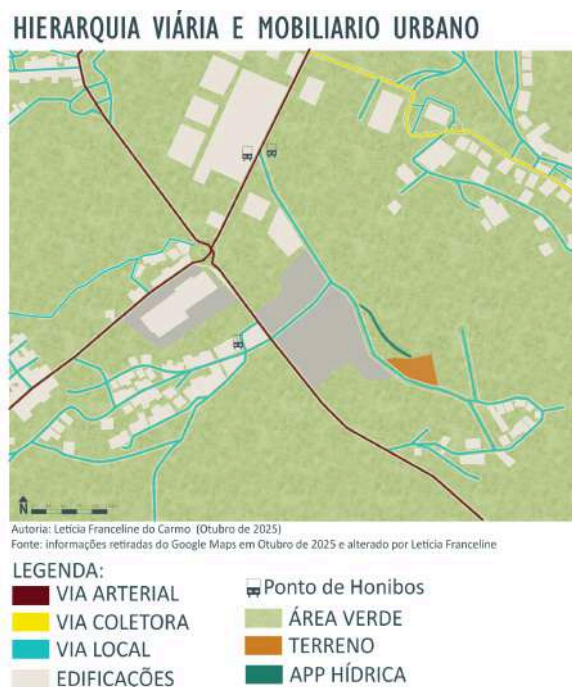 HIERARQUIA VIÁRIA E MOBILIARIO URBANO
N
Autoria: Letícia Franceline do Carmo (Otubro de 2025)
Fonte: informações retiradas do Google Maps em Otubro de 2025 e alterado por Letícia Franceline
LEGENDA:
VIA ARTERIAL
VIA COLETORA
VIA LOCAL
EDIFICAÇÕES
Ponto de Honibos
ÁREA VERDE
TERRENO
APP HÍDRICA